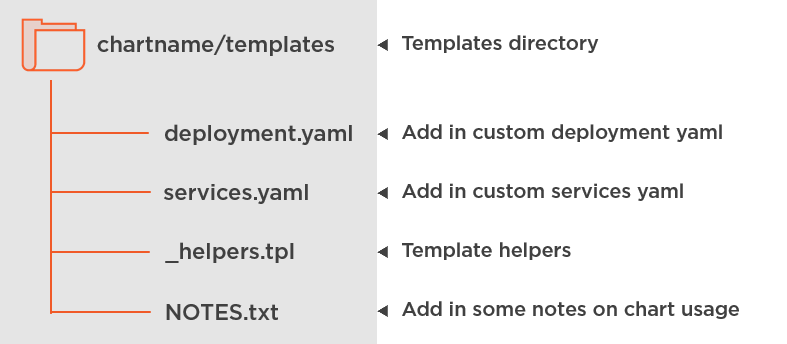 chartname/templates ◄ Templates directory
deployment.yaml ◄ Add in custom deployment yaml
services.yaml ◄ Add in custom services yaml
_helpers.tpl ◄ Template helpers
NOTES.txt ◄ Add in some notes on chart usage